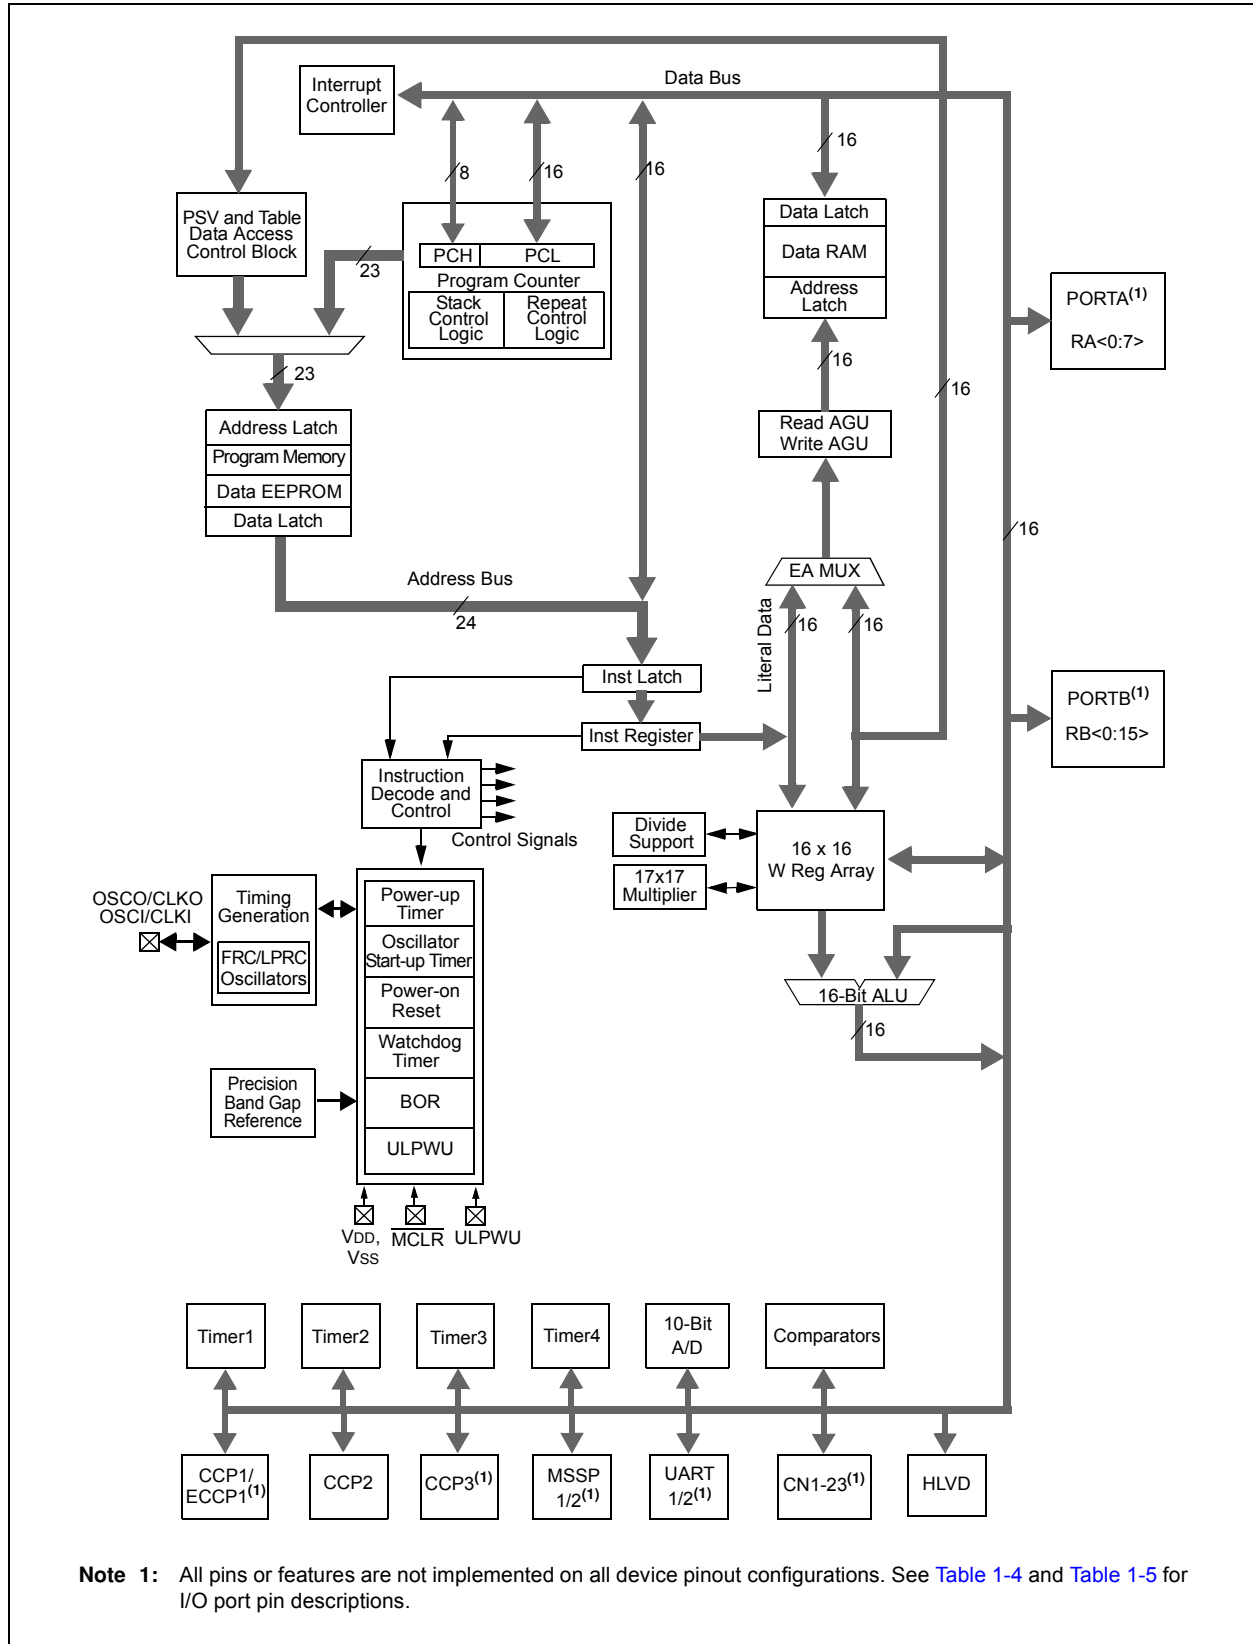 Data Bus
Interrupt
Controller
16
8
16
16
PSV and Table
Data Access
Control Block
Data Latch
Data RAM
Address
Latch
PCH
PCL
23
Program Counter
Stack
Control
Logic
Repeat
Control
Logic
PORTA(1)
RA<0:7>
16
23
16
Address Latch
Program Memory
Data EEPROM
Data Latch
Read AGU
Write AGU
16
EA MUX
Address Bus
24
Literal Data
16
16
Inst Latch
Inst Register
PORTB(1)
RB<0:15>
Instruction
Decode and
Control
Control Signals
Divide
Support
17x17
Multiplier
16 x 16
W Reg Array
OSCO/CLKO
OSCI/CLKI
Timing
Generation
FRC/LPRC
Oscillators
Power-up
Timer
Oscillator
Start-up Timer
Power-on
Reset
Watchdog
Timer
BOR
ULPWU
16-Bit ALU
16
Precision
Band Gap
Reference
VDD,
VSS
MCLR
ULPWU
Timer1
Timer2
Timer3
Timer4
10-Bit
A/D
Comparators
CCP1/
ECCP1(1)
CCP2
CCP3(1)
MSSP
1/2(1)
UART
1/2(1)
CN1-23(1)
HLVD
Note 1: All pins or features are not implemented on all device pinout configurations. See Table 1-4 and Table 1-5 for
I/O port pin descriptions.